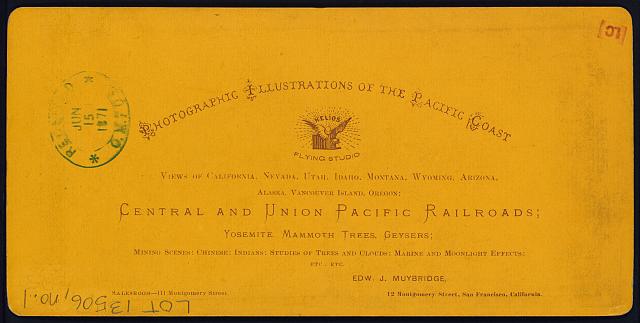 [LC]
PHOTOGRAPHIC ILLUSTRATIONS OF THE PACIFIC COAST
HELIOS
FLYING STUDIO
VIEWS OF CALIFORNIA, NEVADA, UTAH, IDAHO, MONTANA, WYOMING, ARIZONA,
ALASKA, VANCOUVER ISLAND, OREGON;
CENTRAL AND UNION PACIFIC RAILROADS;
YOSEMITE, MAMMOTH TREES, GEYSERS;
MINING SCENES; CHINESE; INDIANS; STUDIES OF TREES AND CLOUDS; MARINE AND MOONLIGHT EFFECTS;
ETC., ETC.
EDW. J. MUYBRIDGE,
SALESROOM—111 Montgomery Street.
12 Montgomery Street, San Francisco, California.
JUN
15
1871
LOT 13506, no. 1